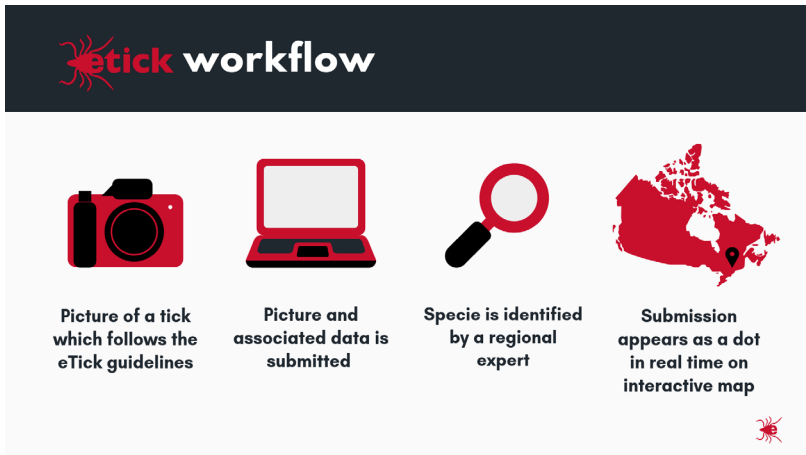 etick workflow
Picture of a tick
which follows the
eTick guidelines
Picture and
associated data is
submitted
Specie is identified
by a regional
expert
Submission
appears as a dot
in real time on
interactive map
e